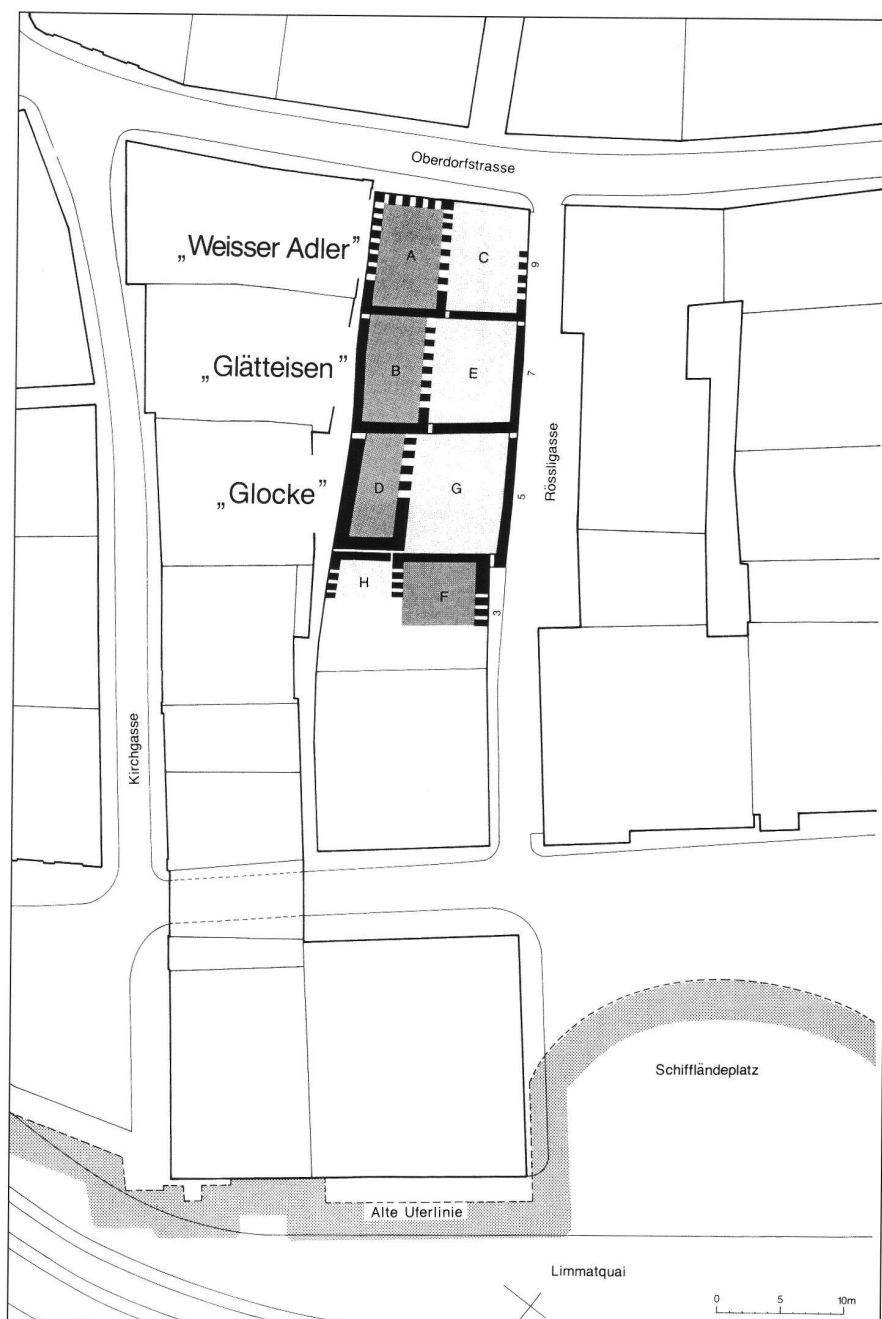 Oberdorfstrasse
„Weisser Adler”
A
C
9
„Glätteisen”
B
E
7
Rössligasse
„Glocke”
D
G
5
H
F
3
Kirchgasse
Schiffländeplatz
Alte Uferlinie
Limmatquai
0 5 10m